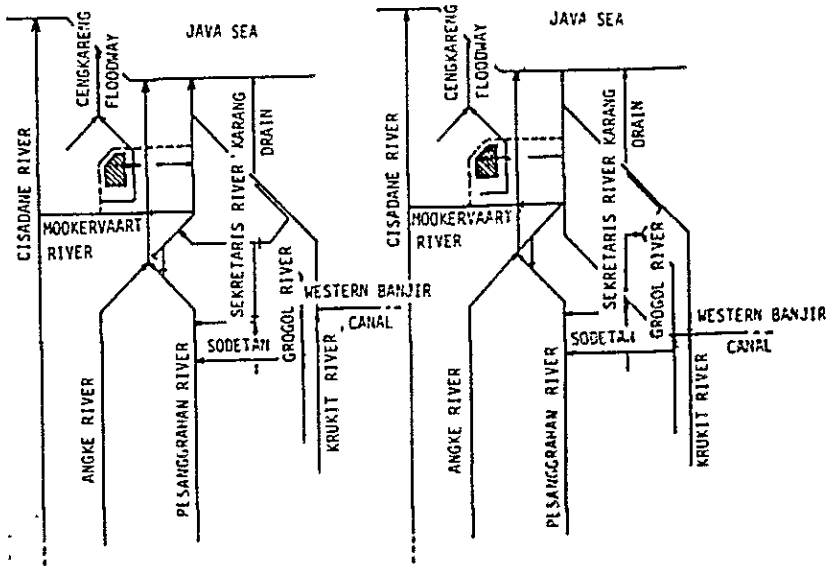 JAVA SEA
CENGKARENG
FLOODWAY
CISADANE RIVER
KARANG
DRAIN
SEKRETARIS RIVER
MOOKERVAART
RIVER
GROGOL RIVER
WESTERN BANJIR
CANAL
SODETAN
ANGKE RIVER
PESANGGRAHAN RIVER
KRUKIT RIVER
JAVA SEA
CENGKARENG
FLOODWAY
CISADANE RIVER
KARANG
DRAIN
SEKRETARIS RIVER
MOOKERVAART
RIVER
GROGOL RIVER
WESTERN BANJIR
CANAL
SODETAN
ANGKE RIVER
PESANGGRAHAN RIVER
KRUKIT RIVER